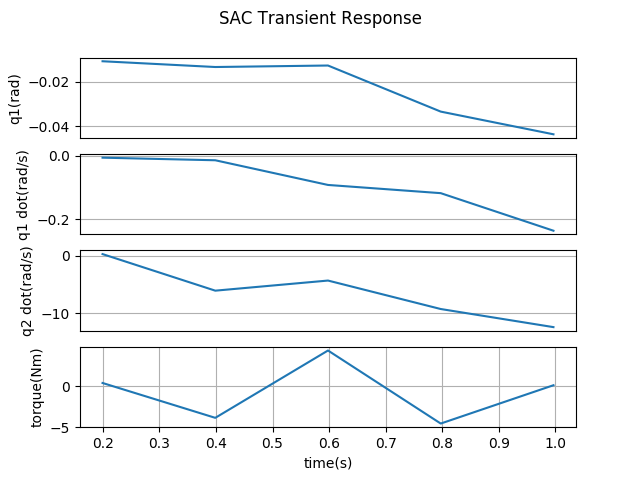 SAC Transient Response
q1(rad)
−0.02
−0.04
q1 dot(rad/s)
0.0
−0.2
q2 dot(rad/s)
0
−10
torque(Nm)
0
−5
0.2 0.3 0.4 0.5 0.6 0.7 0.8 0.9 1.0
time(s)